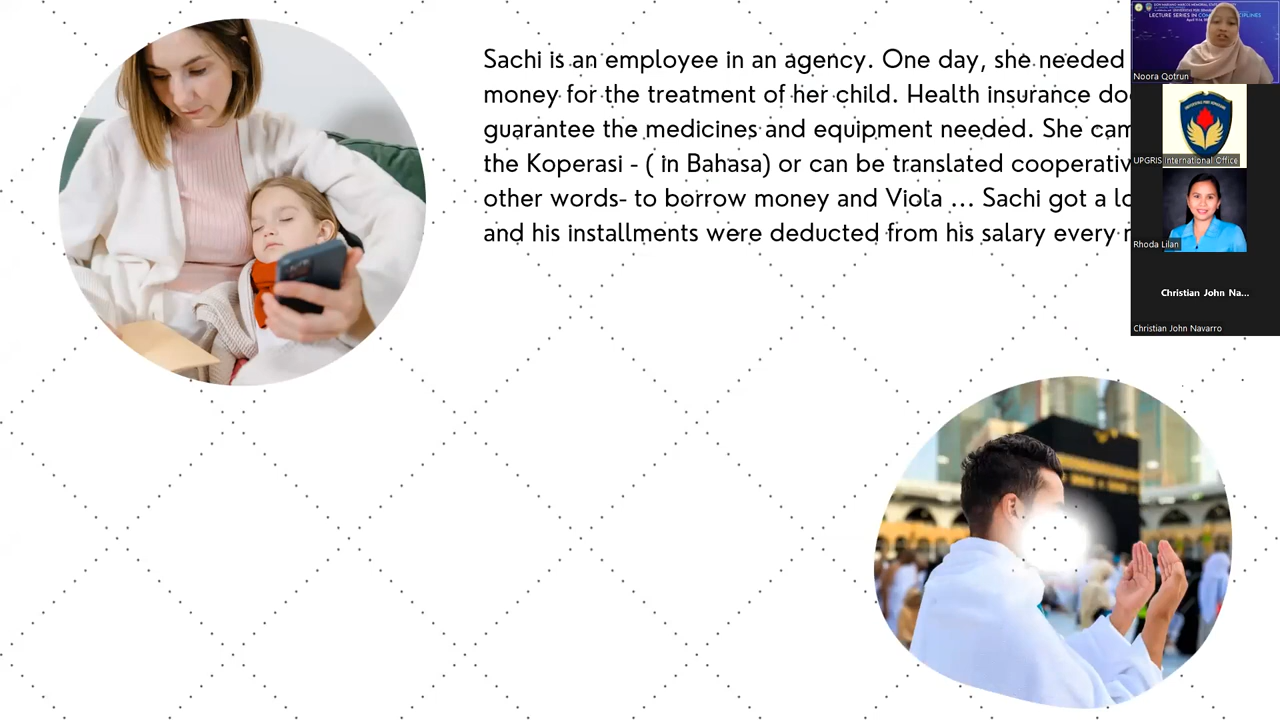 Sachi is an employee in an agency. One day, she needed
money for the treatment of her child. Health insurance do
guarantee the medicines and equipment needed. She cam
the Koperasi - ( in Bahasa) or can be translated cooperativ
other words- to borrow money and Viola ... Sachi got a lo
and his installments were deducted from his salary every
LECTURE SERIES IN
Noora Qotrun
UPGRIS International Office
Rhoda Lilan
Christian John Na...
Christian John Navarro